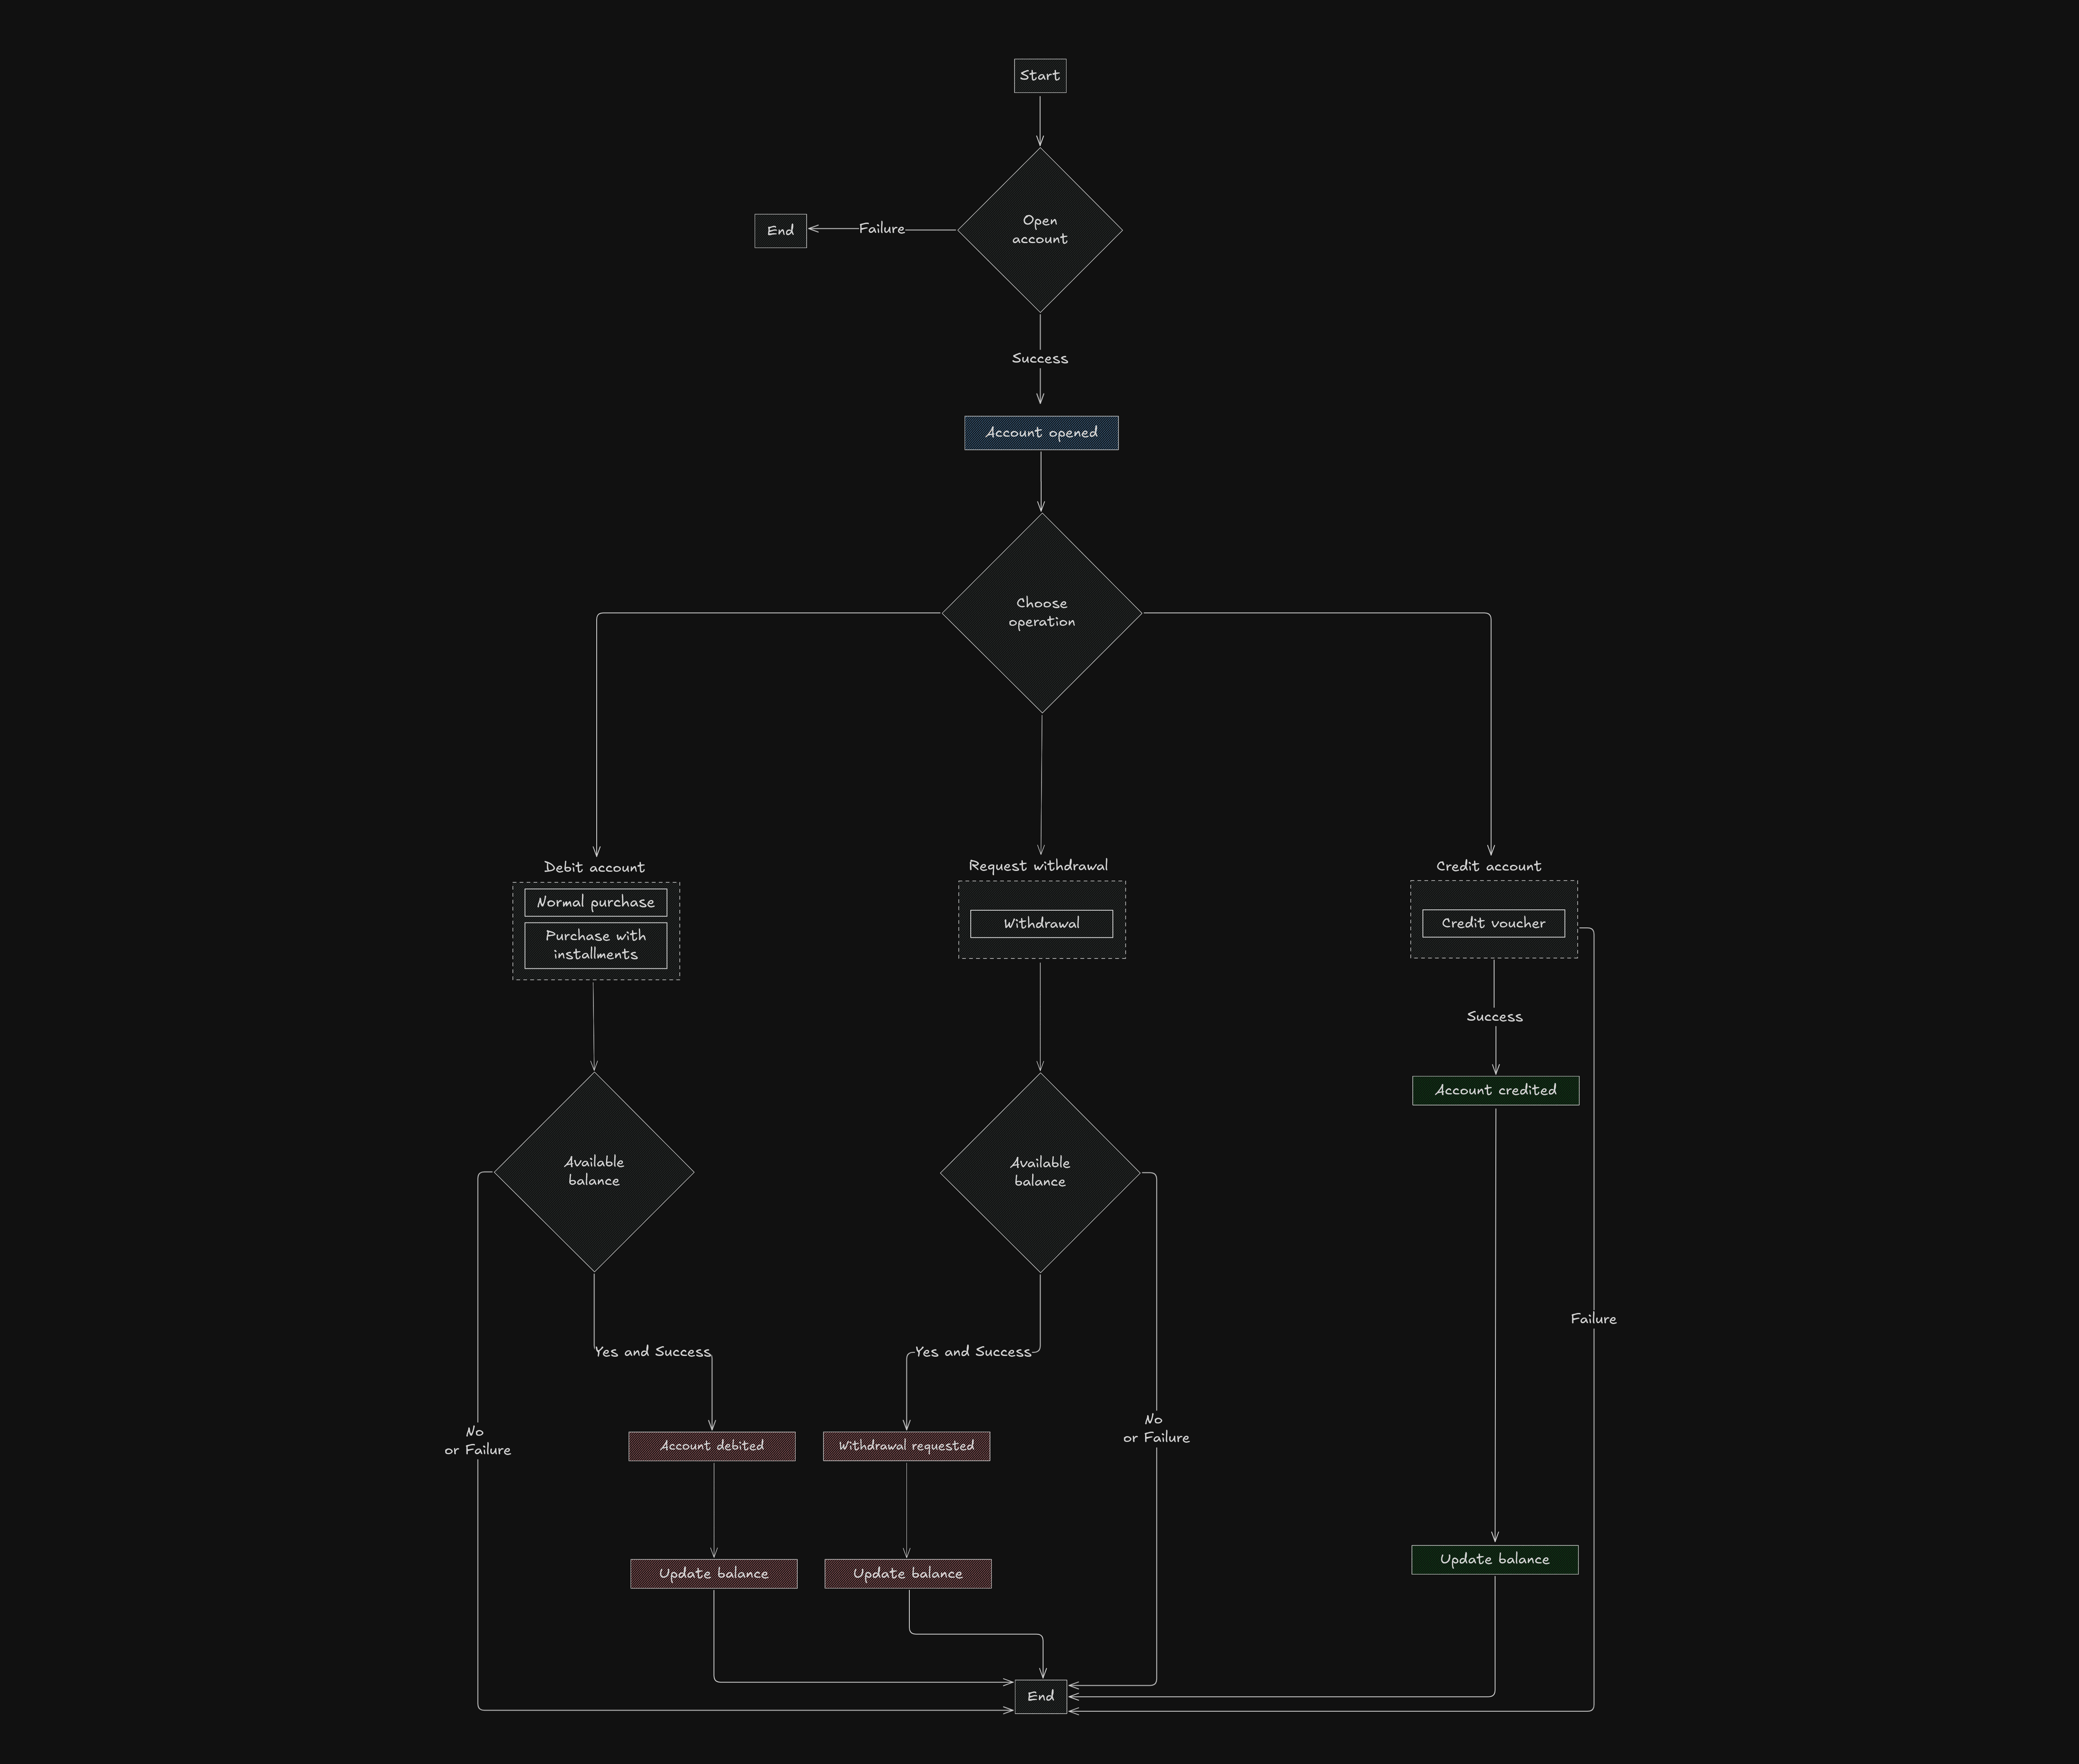 Start
Open
account
Failure
End
Success
Account opened
Choose
operation
Debit account
Normal purchase
Purchase with
installments
Request withdrawal
Withdrawal
Credit account
Credit voucher
Success
Account credited
Available
balance
Available
balance
Failure
Yes and Success
Yes and Success
No
or Failure
No
or Failure
Account debited
Withdrawal requested
Update balance
Update balance
Update balance
End